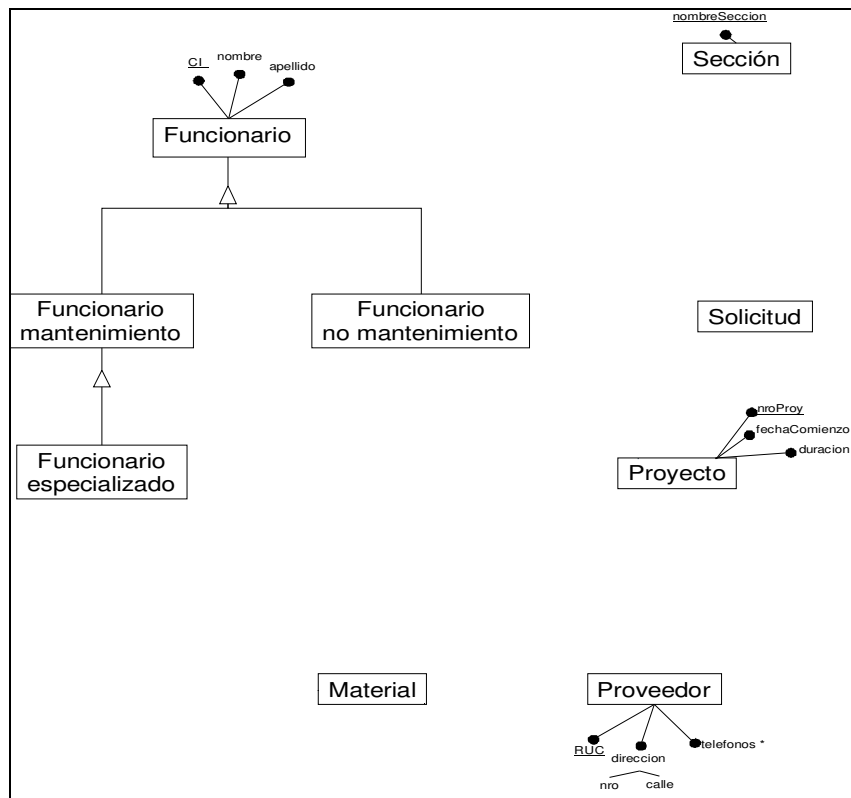 nombreSeccion
Sección
CI
nombre
apellido
Funcionario
Funcionario
mantenimiento
Funcionario
no mantenimiento
Solicitud
nroProy
fechaComienzo
duracion
Proyecto
Funcionario
especializado
Material
Proveedor
RUC
direccion
telefonos *
nro
calle